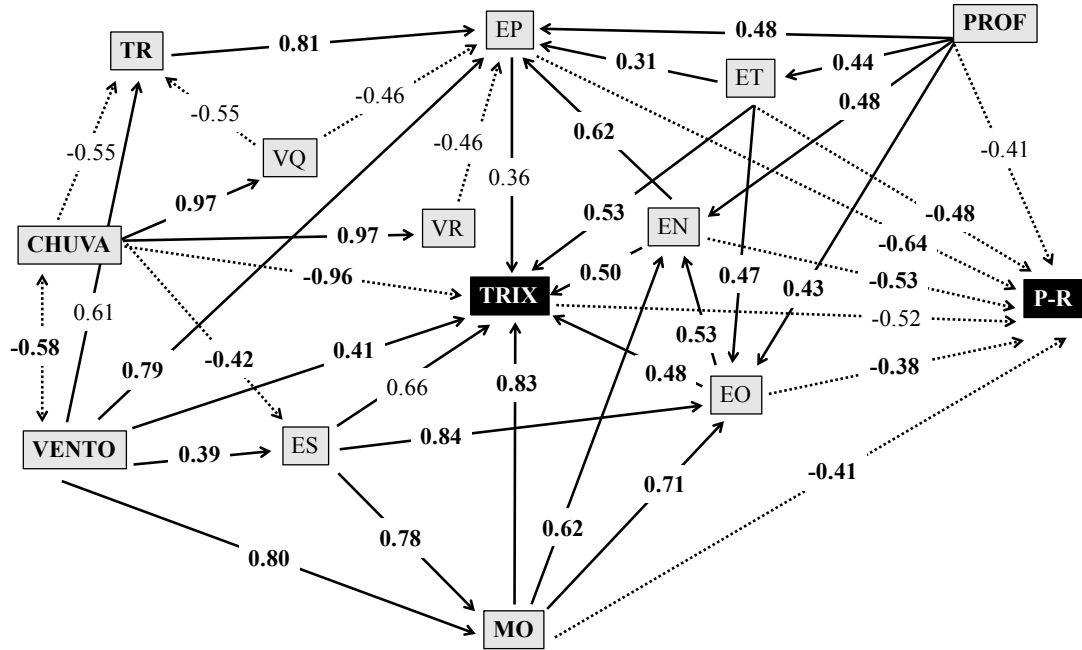 PROF
EP
0.48
TR
0.81
0.31
ET
0.44
-0.46
0.48
-0.55
0.62
-0.46
-0.41
-0.55
VQ
0.36
0.97
0.53
VR
EN
-0.48
CHUVA
0.97
-0.64
0.50
0.47
-0.53
-0.96
TRIX
0.43
P-R
0.61
-0.52
0.53
-0.58
-0.42
0.41
0.79
0.48
-0.38
0.66
0.83
EO
VENTO
0.39
ES
0.84
-0.41
0.71
0.78
0.62
0.80
MO